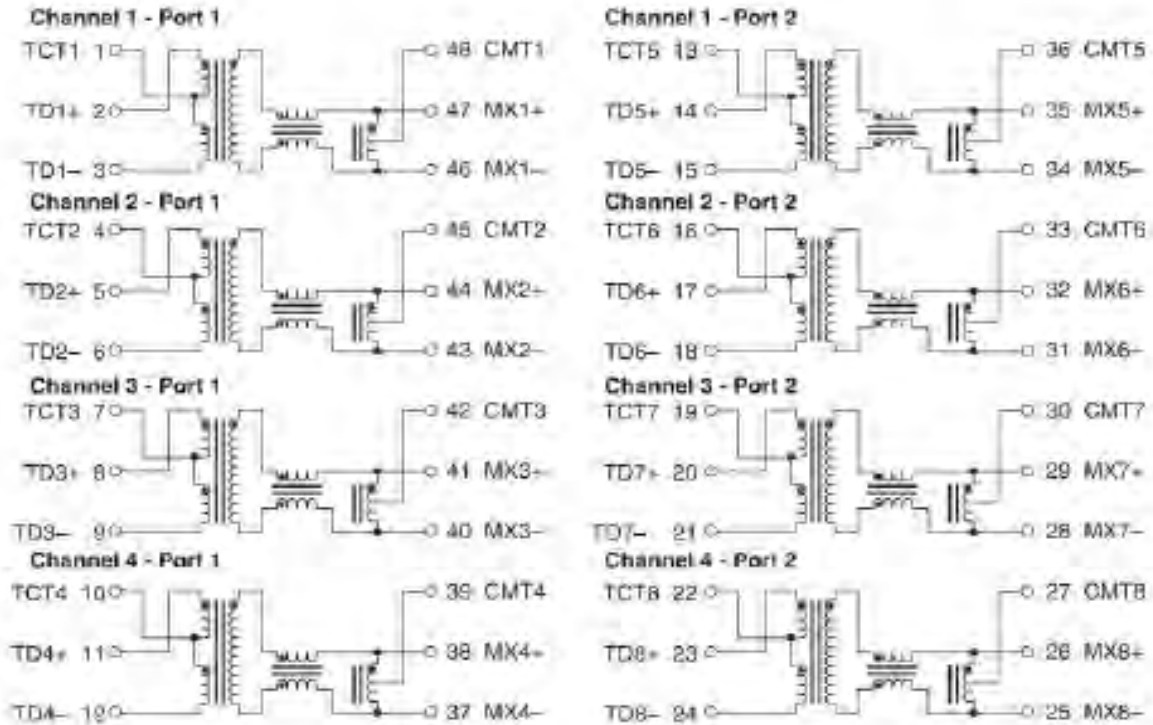 Channel 1 - Port 1
TCT1 1 48 CMT1
TD1+ 2 47 MX1+
TD1– 3 46 MX1–
Channel 2 - Port 1
TCT2 4 45 CMT2
TD2+ 5 44 MX2+
TD2– 6 43 MX2–
Channel 3 - Port 1
TCT3 7 42 CMT3
TD3+ 8 41 MX3+
TD3– 9 40 MX3–
Channel 4 - Port 1
TCT4 10 39 CMT4
TD4+ 11 38 MX4+
TD4– 12 37 MX4–
Channel 1 - Port 2
TCT5 13 36 CMT5
TD5+ 14 35 MX5+
TD5– 15 34 MX5–
Channel 2 - Port 2
TCT6 16 33 CMT6
TD6+ 17 32 MX6+
TD6– 18 31 MX6–
Channel 3 - Port 2
TCT7 19 30 CMT7
TD7+ 20 29 MX7+
TD7– 21 28 MX7–
Channel 4 - Port 2
TCT8 22 27 CMT8
TD8+ 23 26 MX8+
TD8– 24 25 MX8–